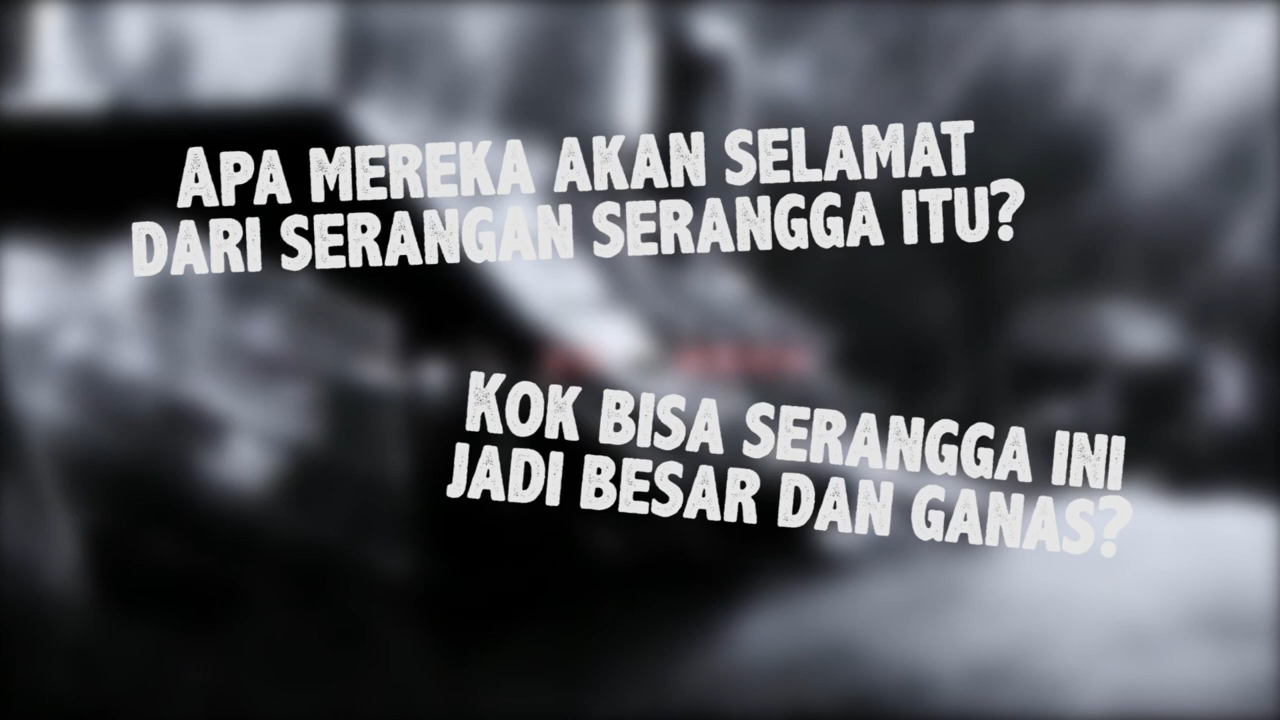 APA MEREKA AKAN SELAMAT
DARI SERANGAN SERANGGA ITU?
KOK BISA SERANGGA INI
JADI BESAR DAN GANAS?